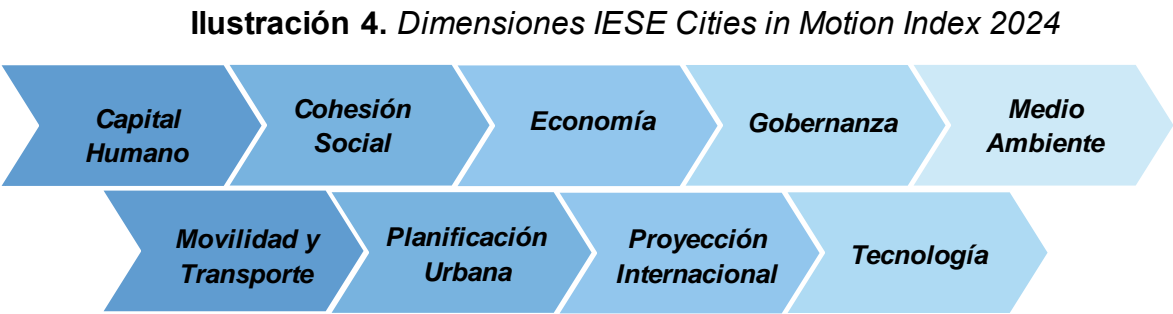 Ilustración 4. Dimensiones IESE Cities in Motion Index 2024
Capital
Humano
Cohesión
Social
Economía
Gobernanza
Medio
Ambiente
Movilidad y
Transporte
Planificación
Urbana
Proyección
Internacional
Tecnología